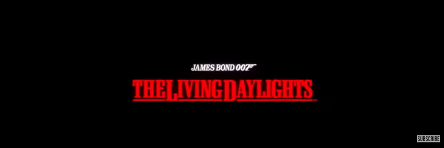 JAMES BOND 007
THE LIVING DAYLIGHTS